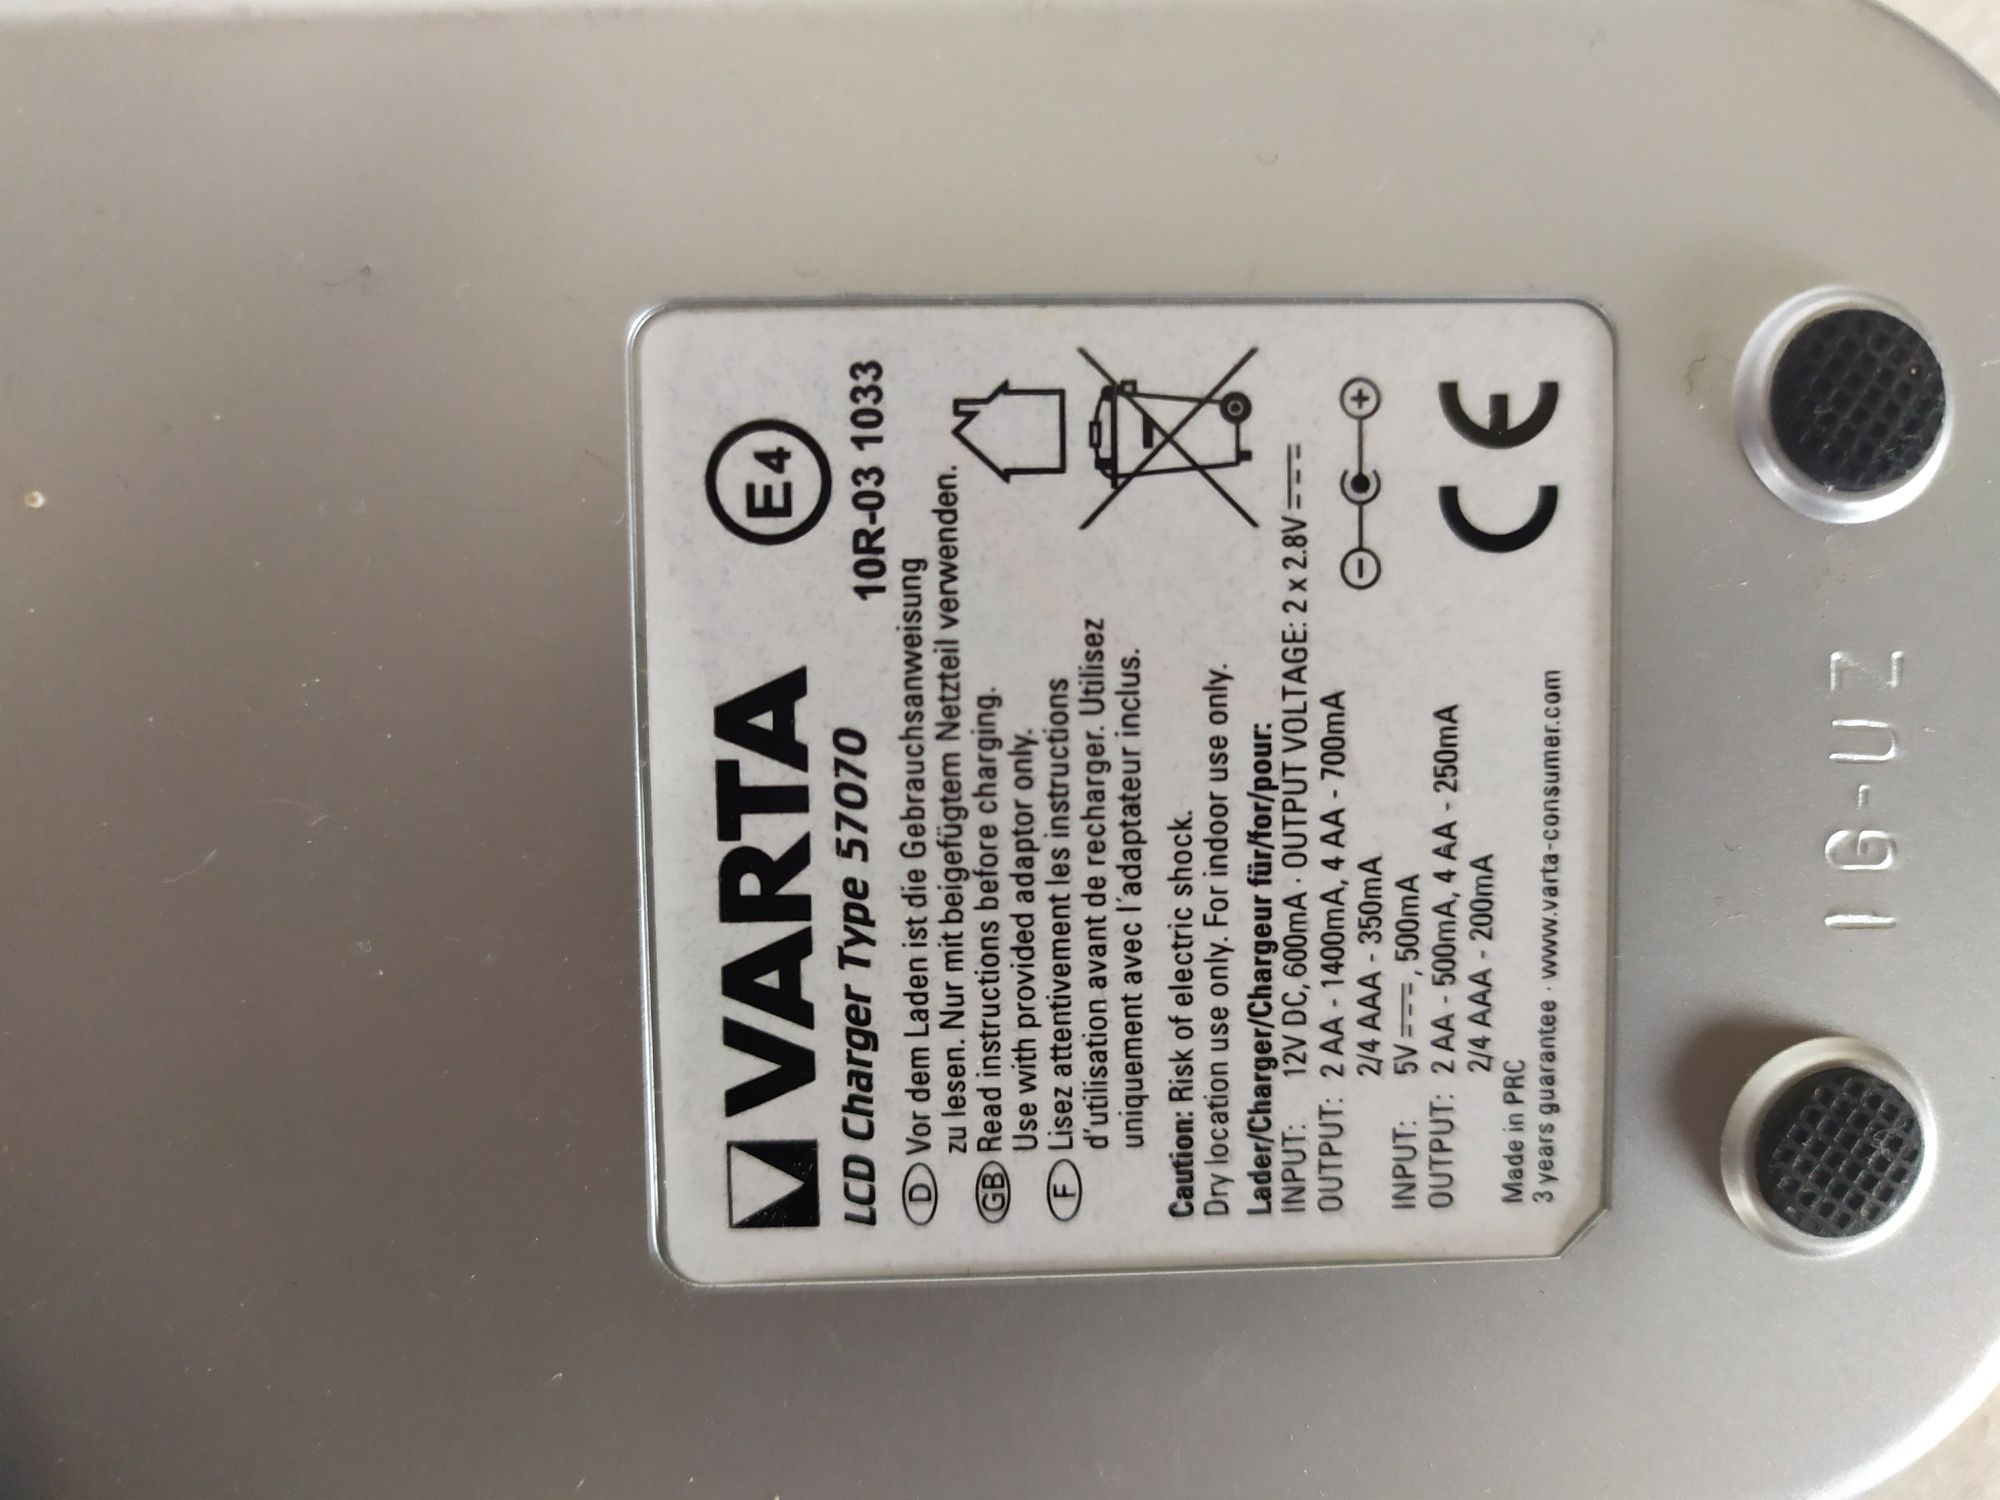 VARTA
E4
LCD Charger Type 57070
10R-03 1033
D Vor dem Laden ist die Gebrauchsanweisung
zu lesen. Nur mit beigefügtem Netzteil verwenden.
GB Read instructions before charging.
Use with provided adaptor only.
F Lisez attentivement les instructions
d'utilisation avant de recharger. Utilisez
uniquement avec l'adaptateur inclus.
Caution: Risk of electric shock.
Dry location use only. For indoor use only.
Lader/Charger/Chargeur für/for/pour:
INPUT: 12V DC, 600mA · OUTPUT VOLTAGE: 2 x 2.8V⎓
OUTPUT: 2 AA - 1400mA, 4 AA - 700mA
2/4 AAA - 350mA
INPUT: 5V⎓, 500mA
OUTPUT: 2 AA - 500mA, 4 AA - 250mA
2/4 AAA - 200mA
Made in PRC
3 years guarantee · www.varta-consumer.com
CE
IG-UZ